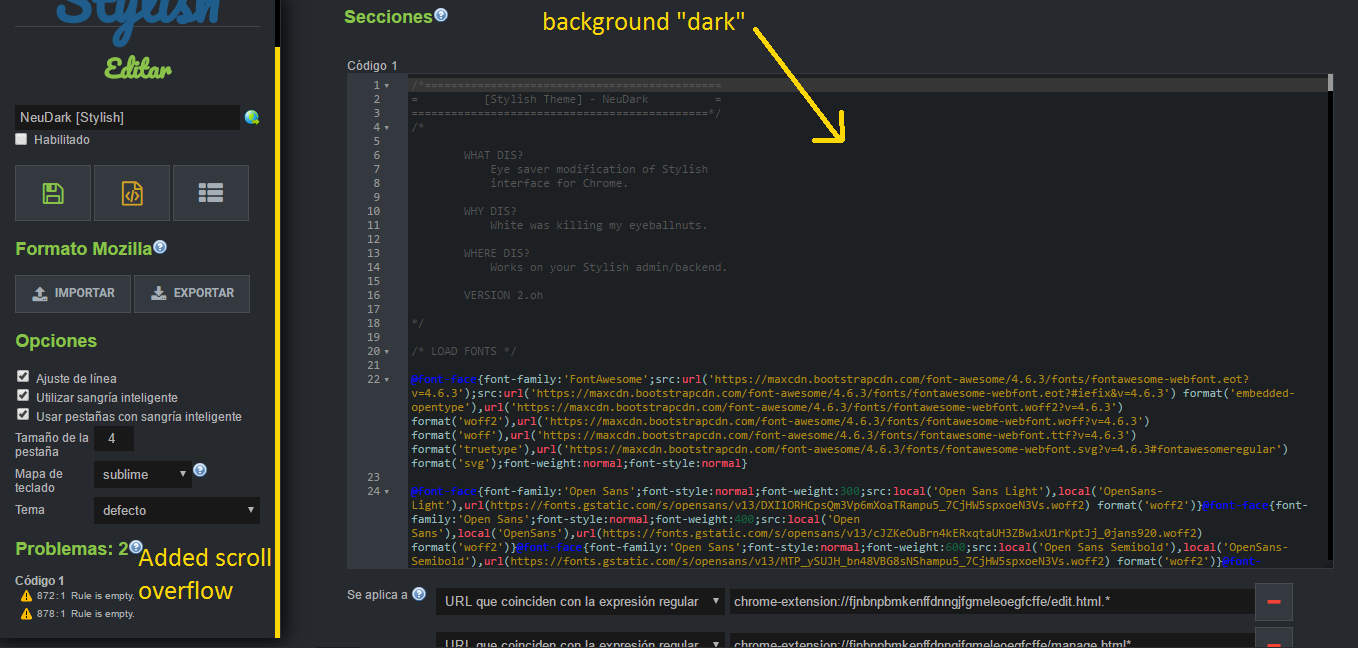 Stylish
Editar
NeuDark [Stylish]
Habilitado
Formato Mozilla
IMPORTAR
EXPORTAR
Opciones
Ajuste de línea
Utilizar sangría inteligente
Usar pestañas con sangría inteligente
Tamaño de la
pestaña
4
Mapa de
teclado
sublime
Tema
defecto
Problemas: 2
Added scroll
overflow
Código 1
872:1 Rule is empty.
878:1 Rule is empty.
Secciones
background "dark"
Código 1
1 /*=============================================
2 = [Stylish Theme] - NeuDark =
3 =============================================*/
4 /*
5
6 WHAT DIS?
7 Eye saver modification of Stylish
8 interface for Chrome.
9
10 WHY DIS?
11 White was killing my eyeballnuts.
12
13 WHERE DIS?
14 Works on your Stylish admin/backend.
15
16 VERSION 2.oh
17
18 */
19
20 /* LOAD FONTS */
21
22 @font-face{font-family:'FontAwesome';src:url('https://maxcdn.bootstrapcdn.com/font-awesome/4.6.3/fonts/fontawesome-webfont.eot?
v=4.6.3');src:url('https://maxcdn.bootstrapcdn.com/font-awesome/4.6.3/fonts/fontawesome-webfont.eot?#iefix&v=4.6.3') format('embedded-
opentype'),url('https://maxcdn.bootstrapcdn.com/font-awesome/4.6.3/fonts/fontawesome-webfont.woff2?v=4.6.3')
format('woff2'),url('https://maxcdn.bootstrapcdn.com/font-awesome/4.6.3/fonts/fontawesome-webfont.woff?v=4.6.3')
format('woff'),url('https://maxcdn.bootstrapcdn.com/font-awesome/4.6.3/fonts/fontawesome-webfont.ttf?v=4.6.3')
format('truetype'),url('https://maxcdn.bootstrapcdn.com/font-awesome/4.6.3/fonts/fontawesome-webfont.svg?v=4.6.3#fontawesomeregular')
format('svg');font-weight:normal;font-style:normal}
23
24 @font-face{font-family:'Open Sans';font-style:normal;font-weight:300;src:local('Open Sans Light'),local('OpenSans-
Light'),url(https://fonts.gstatic.com/s/opensans/v13/DXI1ORHCpsQm3Vp6mXoaTRampu5_7CjHW5spxoeN3Vs.woff2) format('woff2')}@font-face{font-
family:'Open Sans';font-style:normal;font-weight:400;src:local('Open
Sans'),local('OpenSans'),url(https://fonts.gstatic.com/s/opensans/v13/cJZKeOuBrn4kERxqtaUH3ZBw1xU1rKptJj_0jans920.woff2)
format('woff2')}@font-face{font-family:'Open Sans';font-style:normal;font-weight:600;src:local('Open Sans Semibold'),local('OpenSans-
Semibold'),url(https://fonts.gstatic.com/s/opensans/v13/MTP_ySUJH_bn48VBG8sNShampu5_7CjHW5spxoeN3Vs.woff2) format('woff2')}@font
Se aplica a
URL que coinciden con la expresión regular
chrome-extension://fjnbnpbmkenffdnngjfgmeleoegfcffe/edit.html.*
URL que coinciden con la expresión regular
chrome-extension://fjnbnpbmkenffdnngjfgmeleoegfcffe/manage.html*